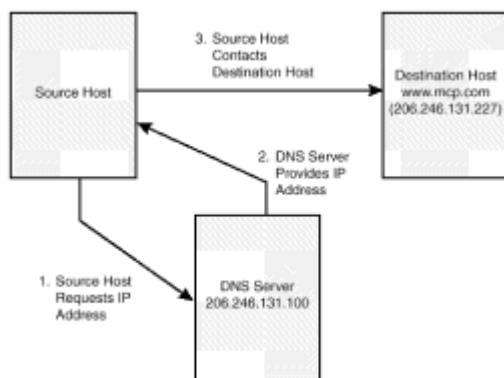 3. Source Host
Contacts
Destination Host
Source Host
Destination Host
www.mcp.com
(206.246.131.227)
2. DNS Server
Provides IP
Address
1. Source Host
Requests IP
Address
DNS Server
206.246.131.100